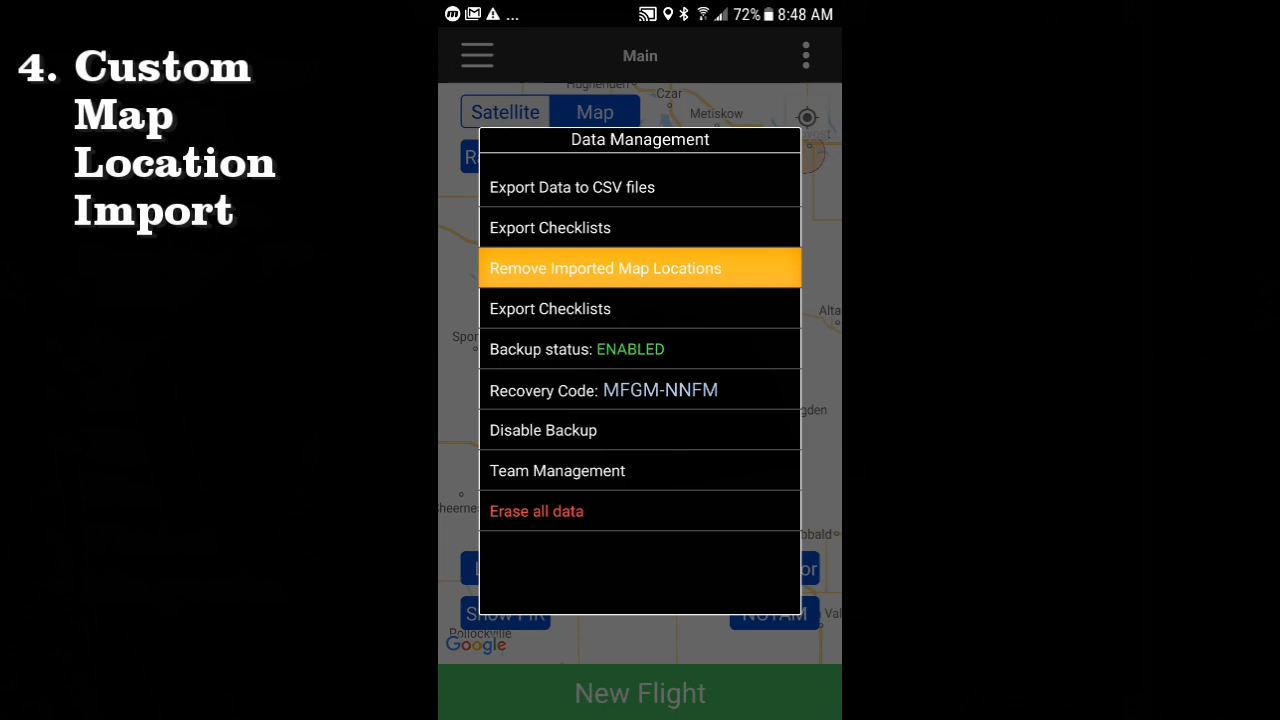 4. Custom
Map
Location
Import
... 72% 8:48 AM
Main
Czar
Satellite Map
Metiskow
Data Management
Export Data to CSV files
Export Checklists
Remove Imported Map Locations
Export Checklists
Backup status: ENABLED
Recovery Code: MFGM-NNFM
Disable Backup
Team Management
Erase all data
Pollockville
Google
New Flight